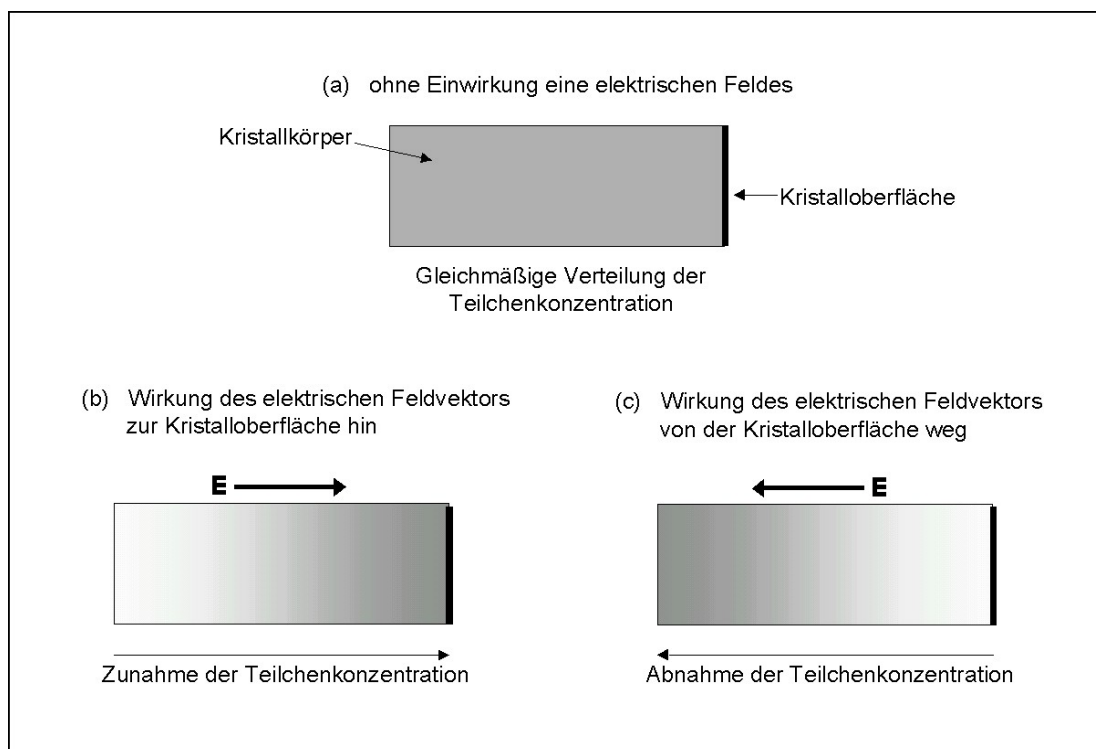 (a) ohne Einwirkung eine elektrischen Feldes
Kristallkörper
Kristalloberfläche
Gleichmäßige Verteilung der
Teilchenkonzentration
(b) Wirkung des elektrischen Feldvektors
zur Kristalloberfläche hin
E
Zunahme der Teilchenkonzentration
(c) Wirkung des elektrischen Feldvektors
von der Kristalloberfläche weg
E
Abnahme der Teilchenkonzentration